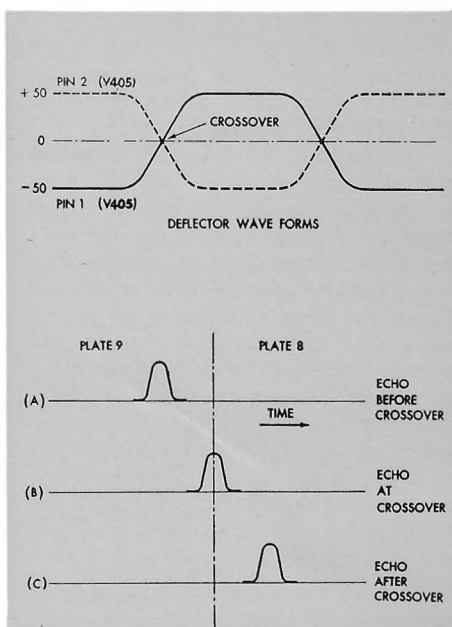 PIN 2 (V405)
+ 50
CROSSOVER
0
-50
PIN 1 (V405)
DEFLECTOR WAVE FORMS
PLATE 9
PLATE 8
(A)
ECHO
BEFORE
CROSSOVER
TIME
(B)
ECHO
AT
CROSSOVER
(C)
ECHO
AFTER
CROSSOVER